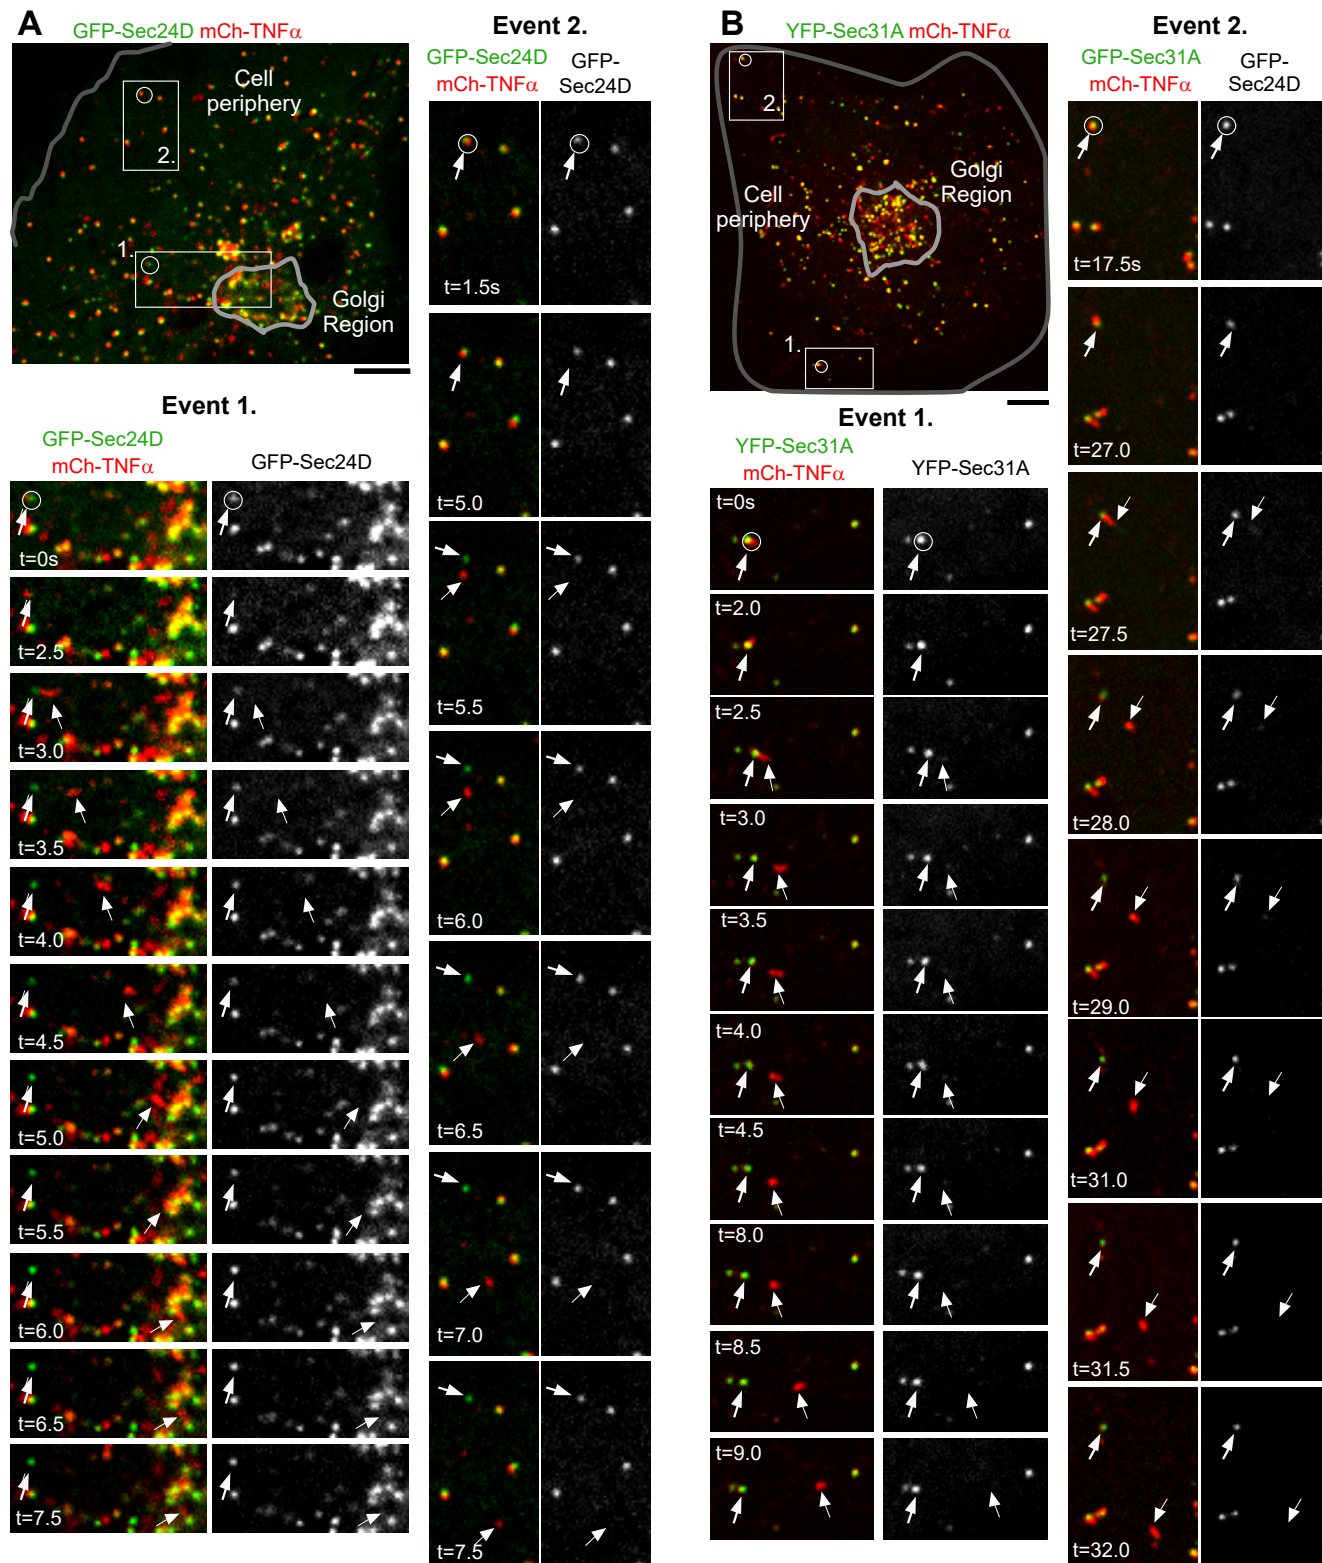 A
GFP-Sec24D mCh-TNFα
Cell
periphery
2.
1.
Golgi
Region
Event 1.
GFP-Sec24D
mCh-TNFα
GFP-Sec24D
t=0s
t=2.5
t=3.0
t=3.5
t=4.0
t=4.5
t=5.0
t=5.5
t=6.0
t=6.5
t=7.5
Event 2.
GFP-Sec24D
mCh-TNFα
GFP-
Sec24D
t=1.5s
t=5.0
t=5.5
t=6.0
t=6.5
t=7.0
t=7.5
B
YFP-Sec31A mCh-TNFα
2.
Cell
periphery
Golgi
Region
1.
Event 1.
YFP-Sec31A
mCh-TNFα
YFP-Sec31A
t=0s
t=2.0
t=2.5
t=3.0
t=3.5
t=4.0
t=4.5
t=8.0
t=8.5
t=9.0
Event 2.
GFP-Sec31A
mCh-TNFα
GFP-
Sec24D
t=17.5s
t=27.0
t=27.5
t=28.0
t=29.0
t=31.0
t=31.5
t=32.0